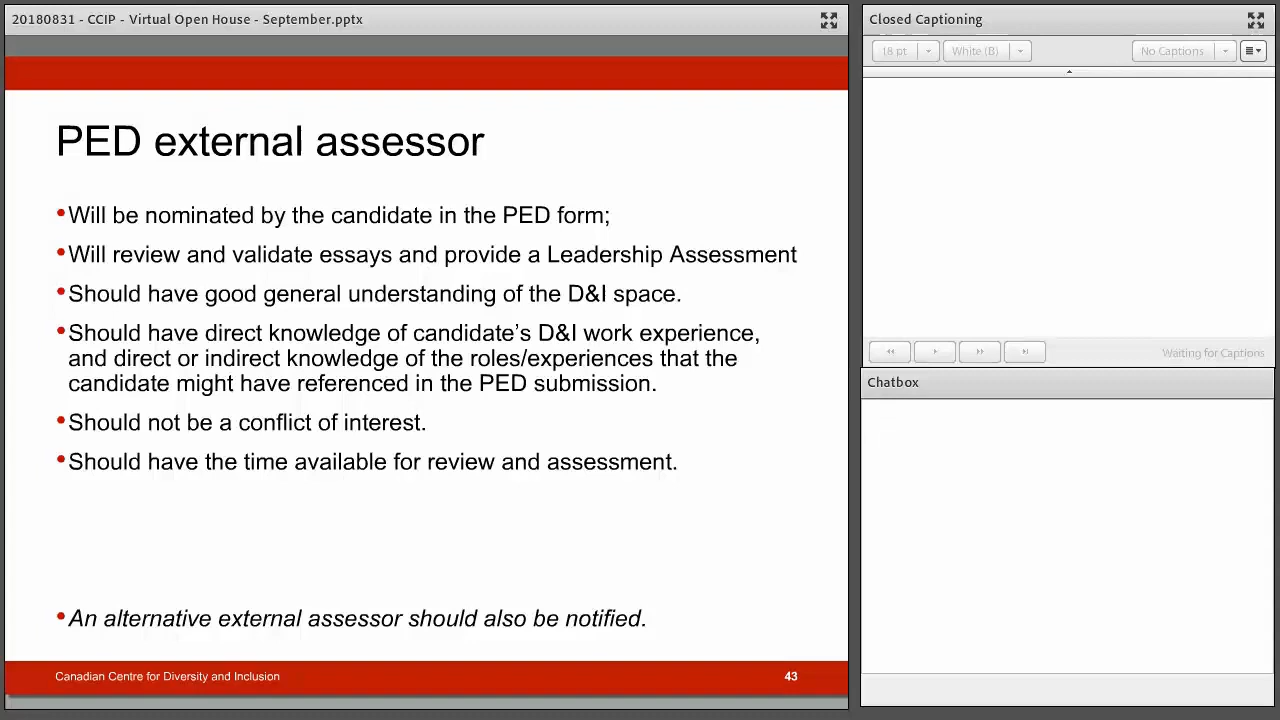 20180831 - CCIP - Virtual Open House - September.pptx
PED external assessor
•Will be nominated by the candidate in the PED form;
•Will review and validate essays and provide a Leadership Assessment
•Should have good general understanding of the D&I space.
•Should have direct knowledge of candidate’s D&I work experience,
and direct or indirect knowledge of the roles/experiences that the
candidate might have referenced in the PED submission.
•Should not be a conflict of interest.
•Should have the time available for review and assessment.
•An alternative external assessor should also be notified.
Canadian Centre for Diversity and Inclusion
43
Closed Captioning
18 pt
White (B)
No Captions
Waiting for Captions
Chatbox